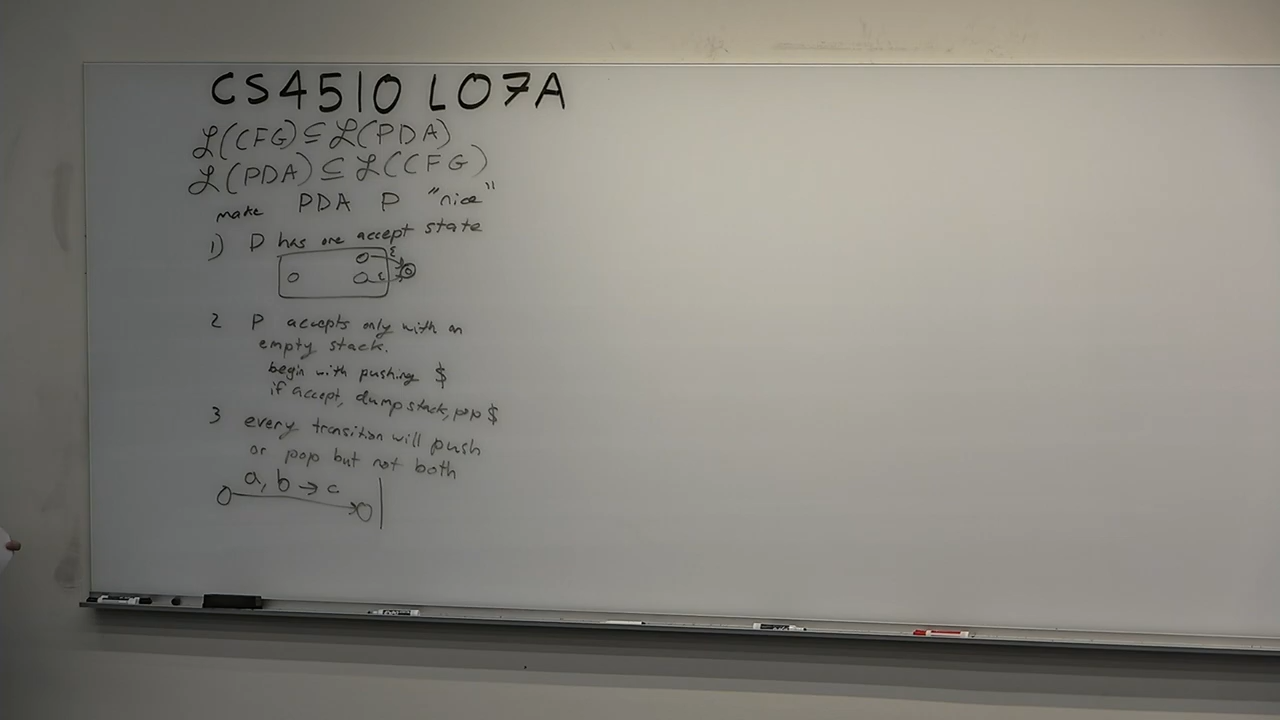 CS4510 L07A
ℒ(CFG) ⊆ ℒ(PDA)
ℒ(PDA) ⊆ ℒ(CFG)
make PDA P "nice"
1) P has one accept state
ε
ε
2 P accepts only with an
empty stack.
begin with pushing $
if accept, dump stack, pop $
3 every transition will push
or pop but not both
a, b → c